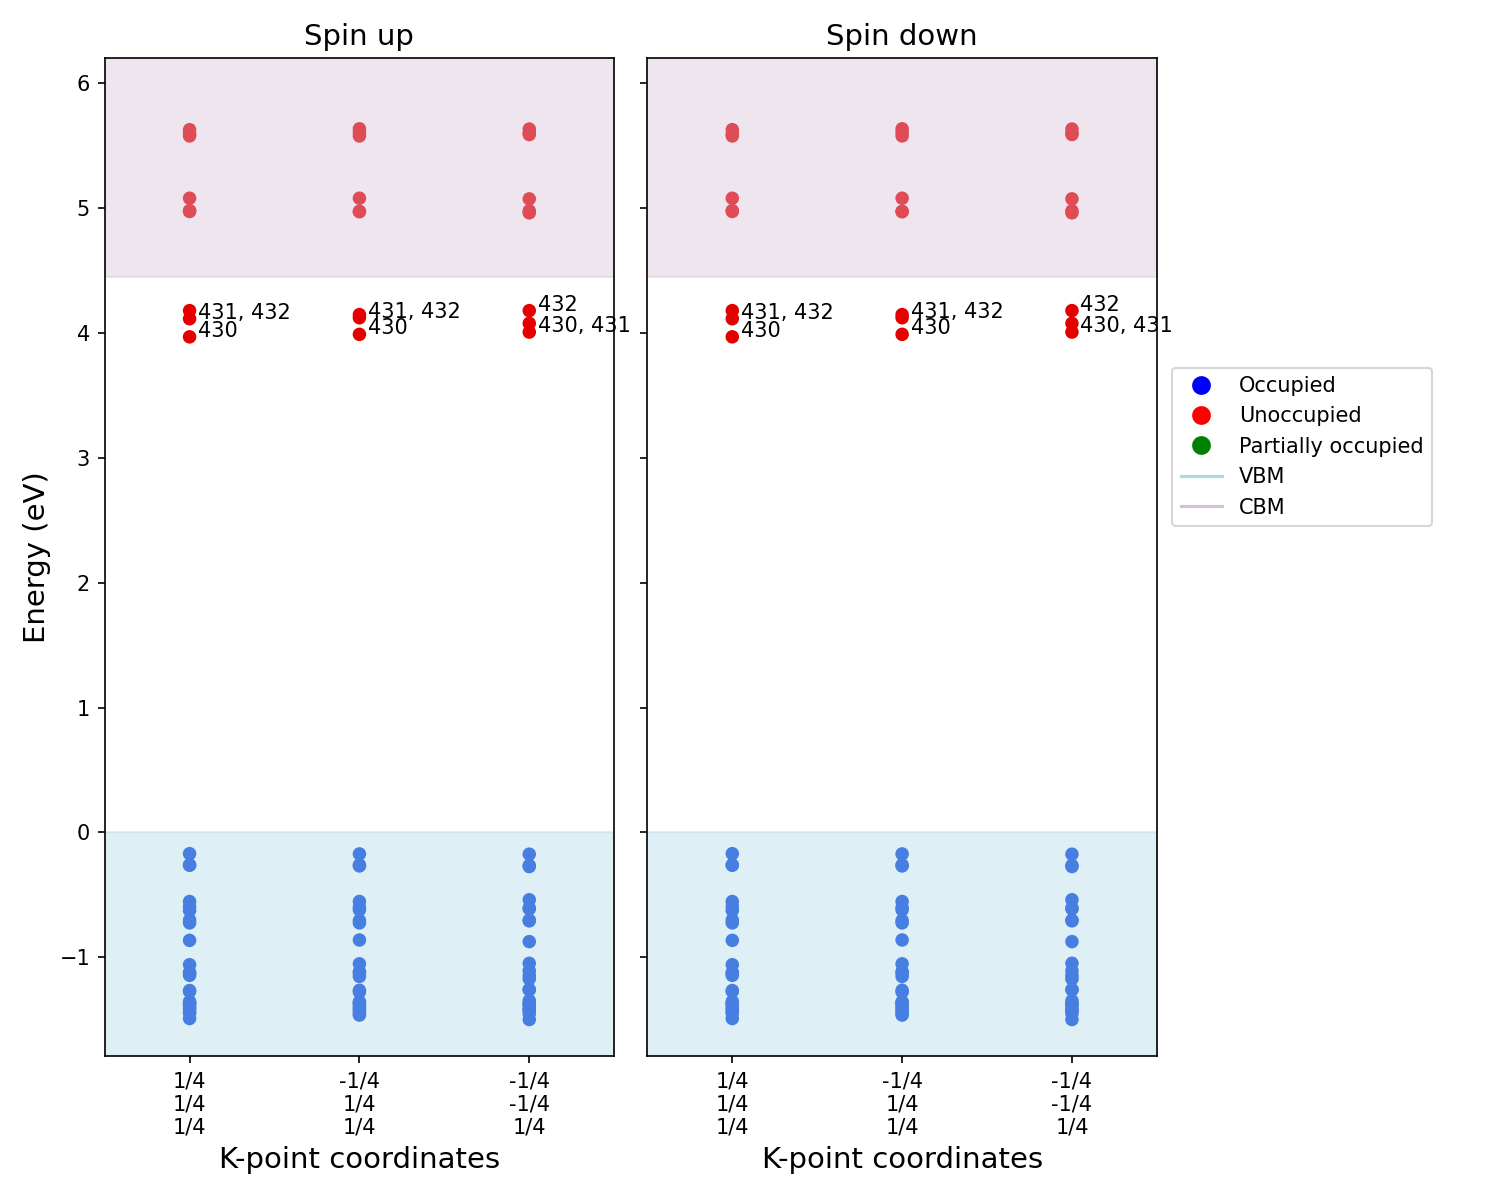 Spin up
Spin down
6
5
4
3
2
1
0
−1
Energy (eV)
431, 432
430
431, 432
430
432
430, 431
431, 432
430
431, 432
430
432
430, 431
Occupied
Unoccupied
Partially occupied
VBM
CBM
1/4 -1/4 -1/4 1/4 -1/4 -1/4
1/4 1/4 -1/4 1/4 1/4 -1/4
1/4 1/4 1/4 1/4 1/4 1/4
K-point coordinates
K-point coordinates